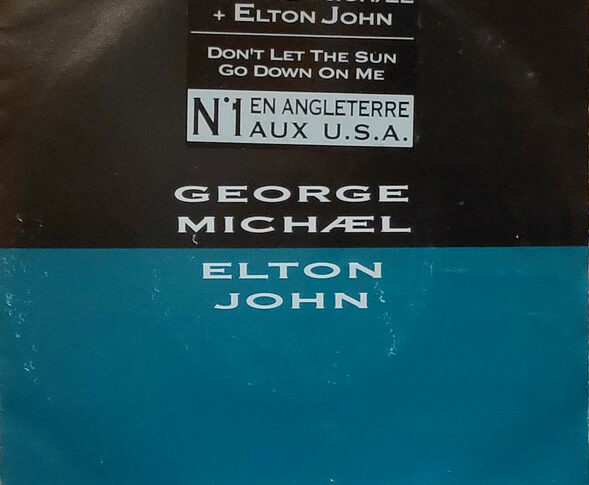 + ELTON JOHN
DON'T LET THE SUN
GO DOWN ON ME
N°1 EN ANGLETERRE
AUX U.S.A.
GEORGE
MICHÆL
ELTON
JOHN